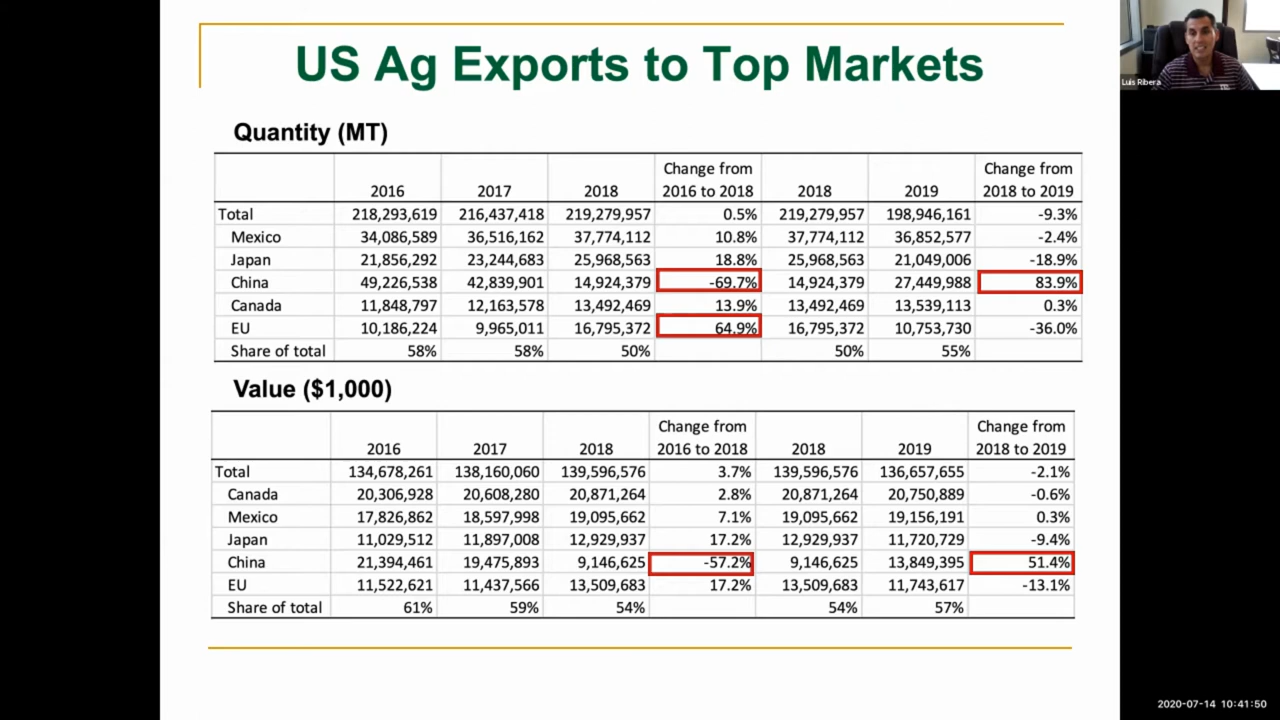 US Ag Exports to Top Markets
Luis Ribera
Quantity (MT)
Change from Change from
2016 2017 2018 2016 to 2018 2018 2019 2018 to 2019
Total 218,293,619 216,437,418 219,279,957 0.5% 219,279,957 198,946,161 -9.3%
Mexico 34,086,589 36,516,162 37,774,112 10.8% 37,774,112 36,852,577 -2.4%
Japan 21,856,292 23,244,683 25,968,563 18.8% 25,968,563 21,049,006 -18.9%
China 49,226,538 42,839,901 14,924,379 -69.7% 14,924,379 27,449,988 83.9%
Canada 11,848,797 12,163,578 13,492,469 13.9% 13,492,469 13,539,113 0.3%
EU 10,186,224 9,965,011 16,795,372 64.9% 16,795,372 10,753,730 -36.0%
Share of total 58% 58% 50% 50% 55%
Value ($1,000)
Change from Change from
2016 2017 2018 2016 to 2018 2018 2019 2018 to 2019
Total 134,678,261 138,160,060 139,596,576 3.7% 139,596,576 136,657,655 -2.1%
Canada 20,306,928 20,608,280 20,871,264 2.8% 20,871,264 20,750,889 -0.6%
Mexico 17,826,862 18,597,998 19,095,662 7.1% 19,095,662 19,156,191 0.3%
Japan 11,029,512 11,897,008 12,929,937 17.2% 12,929,937 11,720,729 -9.4%
China 21,394,461 19,475,893 9,146,625 -57.2% 9,146,625 13,849,395 51.4%
EU 11,522,621 11,437,566 13,509,683 17.2% 13,509,683 11,743,617 -13.1%
Share of total 61% 59% 54% 54% 57%
2020-07-14 10:41:50